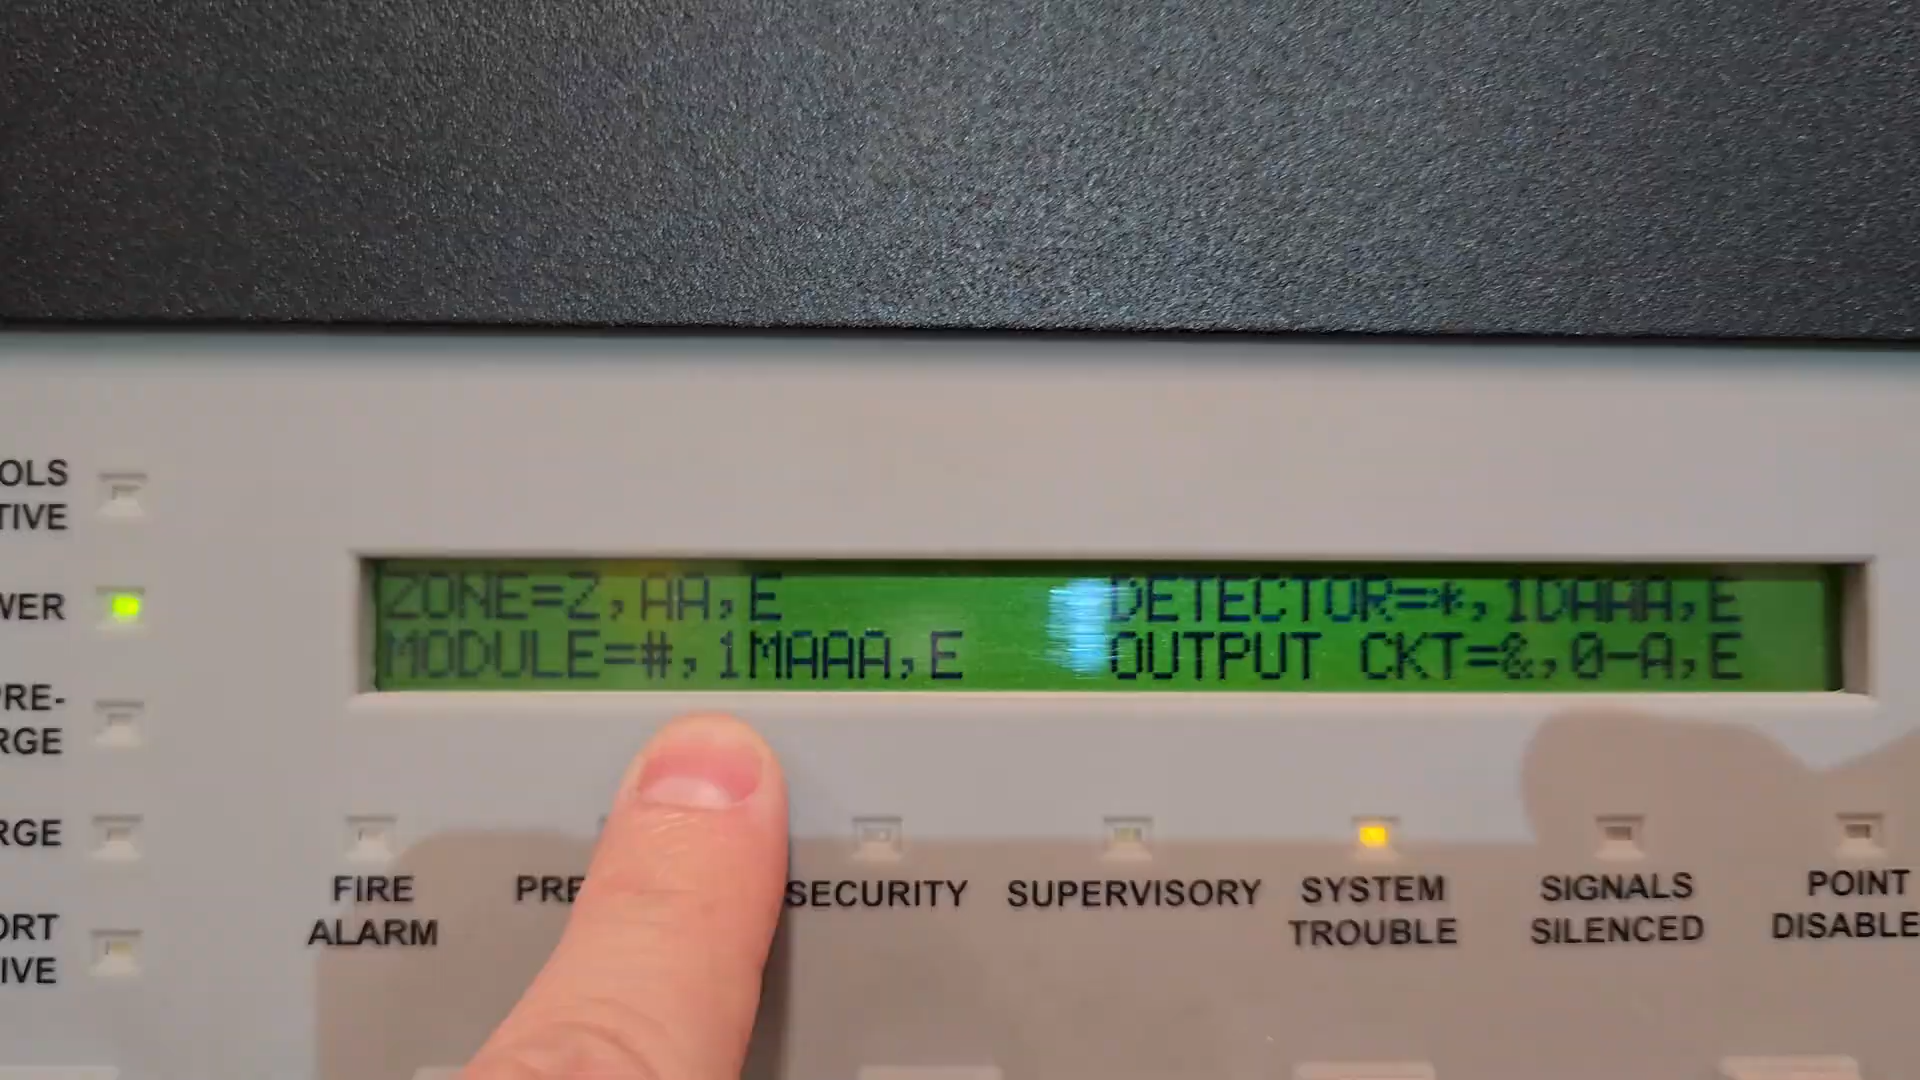 ZONE=Z,AA,E DETECTOR=*,1DAAA,E
MODULE=#,1MAAA,E OUTPUT CKT=&,0-A,E
OLS
TIVE
WER
PRE-
RGE
RGE
ORT
IVE
FIRE
ALARM
PRE
SECURITY
SUPERVISORY
SYSTEM
TROUBLE
SIGNALS
SILENCED
POINT
DISABLE